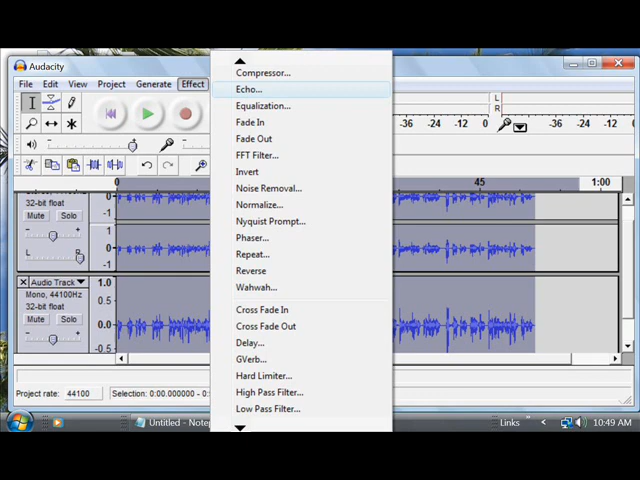 Audacity
File Edit View Project Generate Effect
Compressor...
Echo...
Equalization...
Fade In
Fade Out
FFT Filter...
Invert
Noise Removal...
Normalize...
Nyquist Prompt...
Phaser...
Repeat...
Reverse
Wahwah...
Cross Fade In
Cross Fade Out
Delay...
GVerb...
Hard Limiter...
High Pass Filter...
Low Pass Filter...
L
R
-36 -24 -12 0 -36 -24 -12
0 45 1:00
32-bit float
Mute Solo
- +
L
0
-1
1
0
-1
Audio Track
Mono, 44100Hz
32-bit float
Mute Solo
- +
1.0
0.5
0.0
-0.5
Project rate: 44100 Selection: 0:00.000000 - 0:
Untitled - Notep
Links
10:49 AM